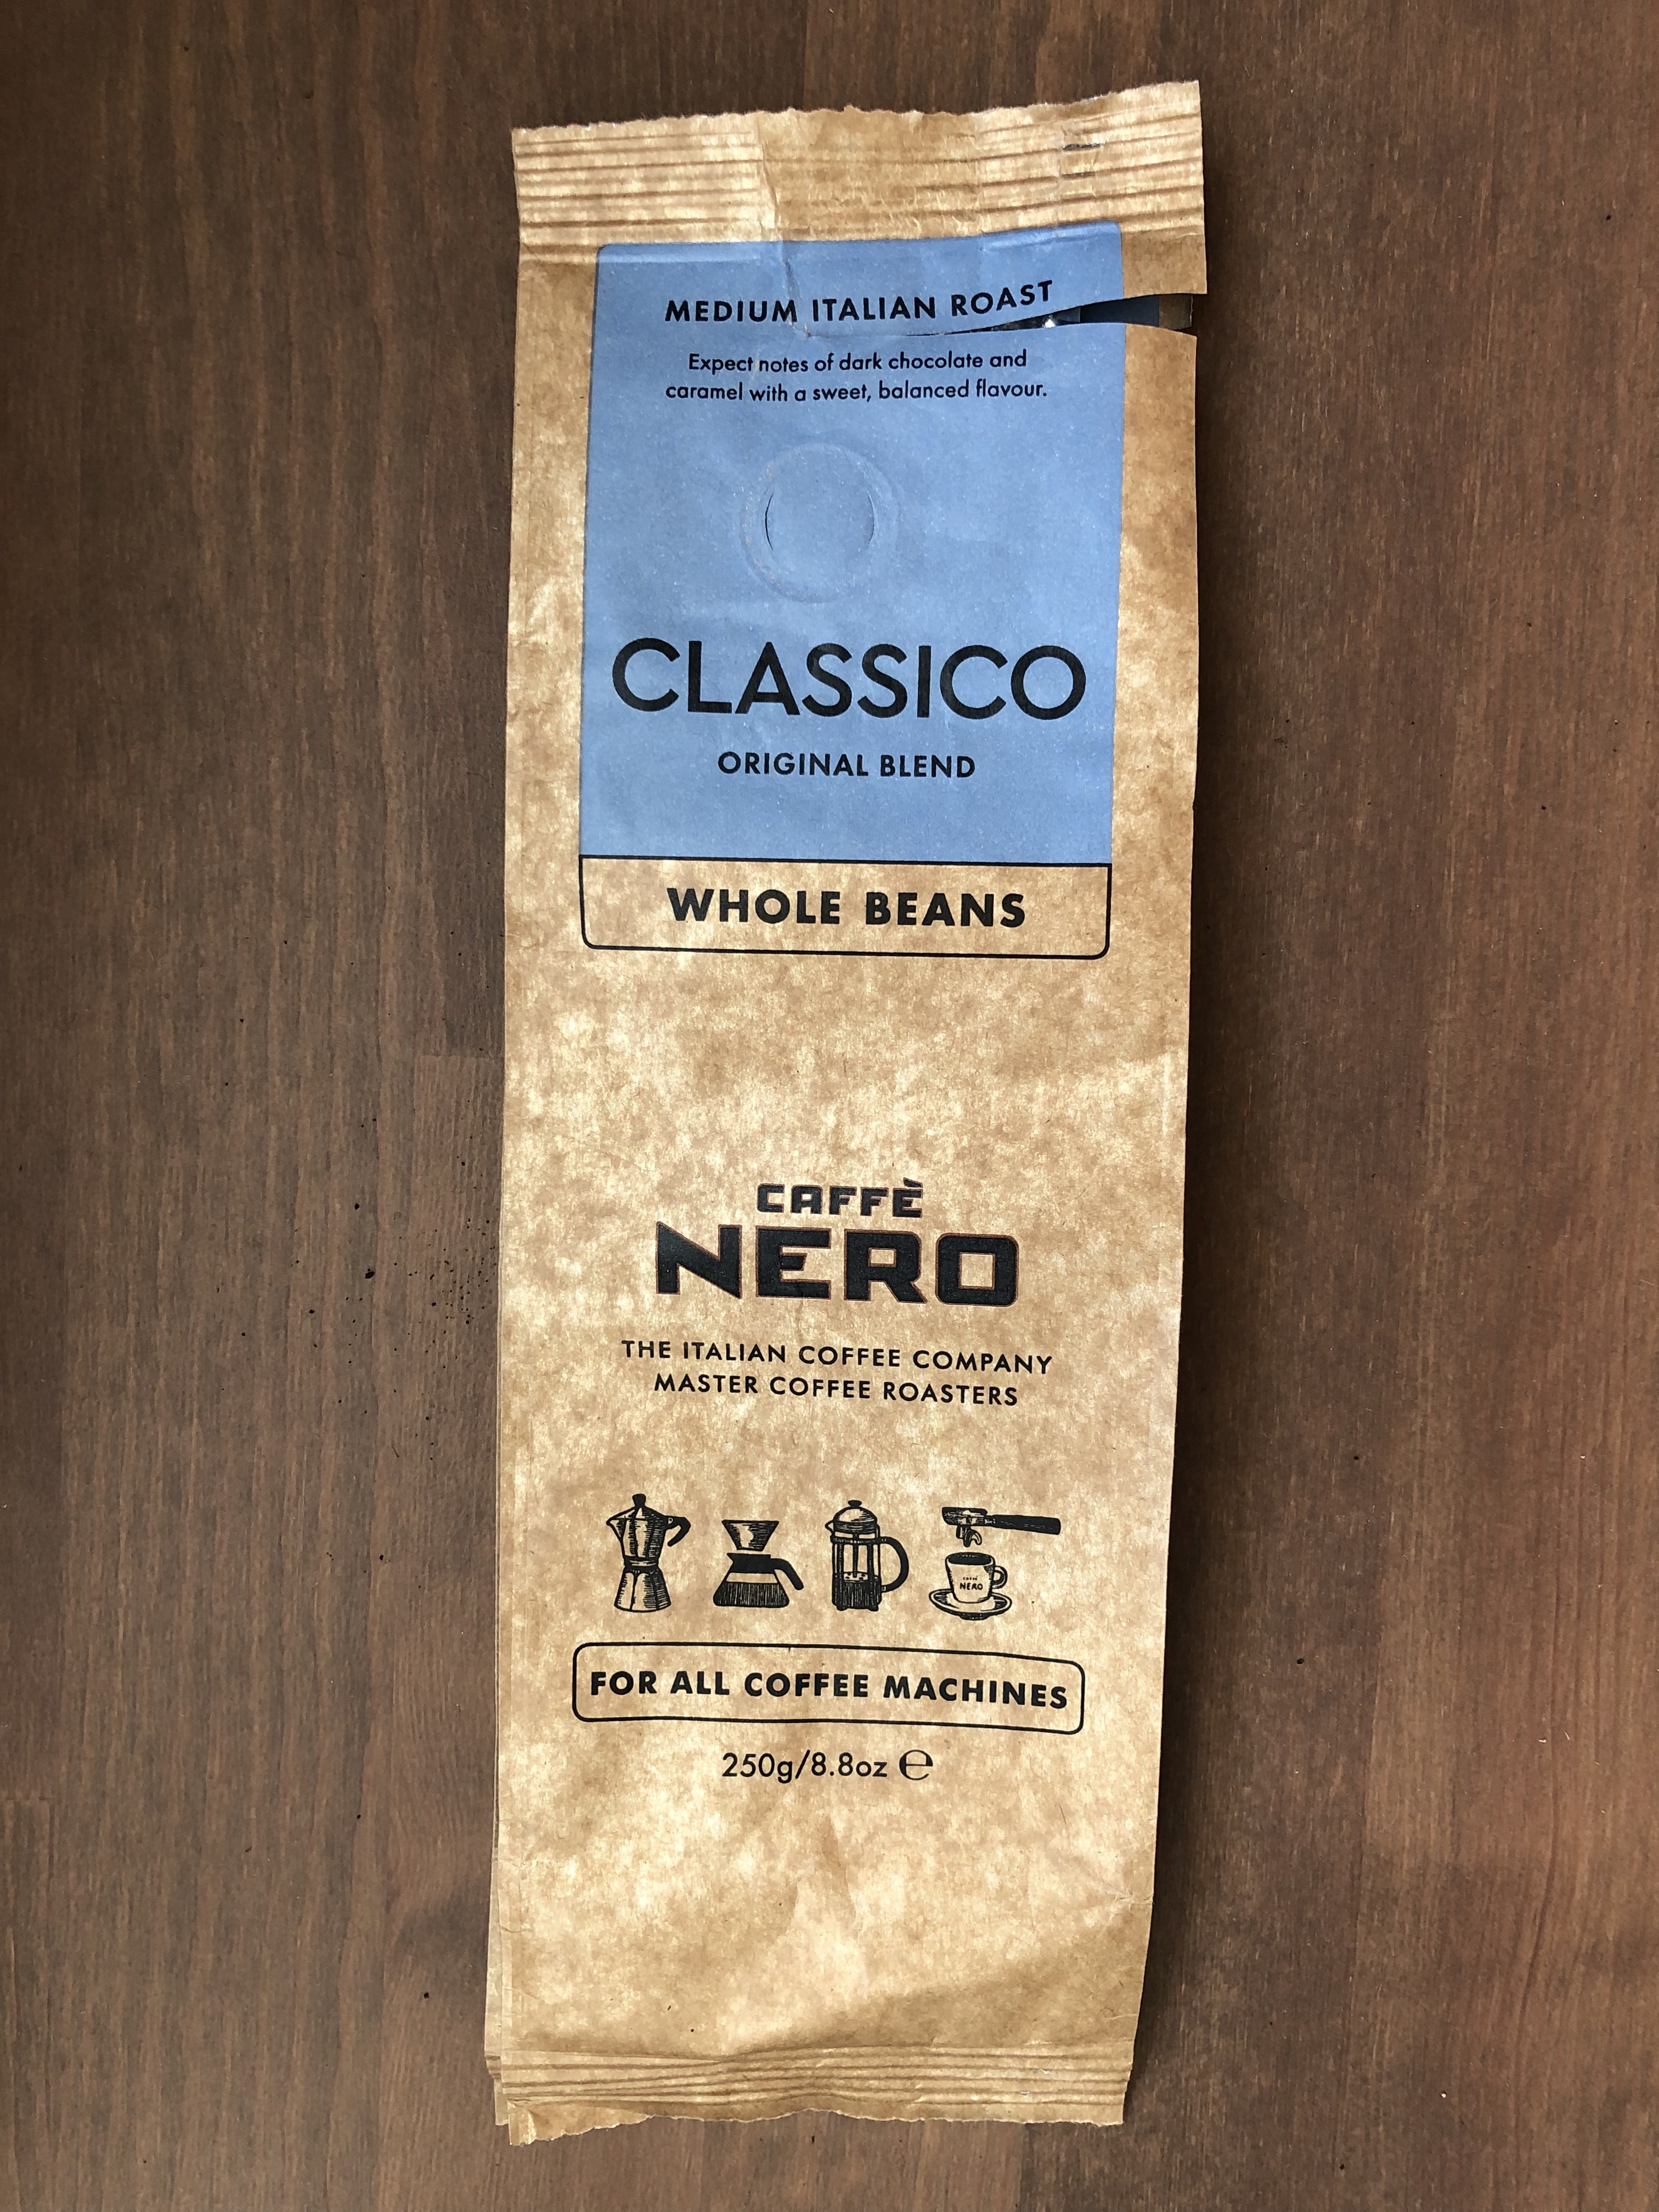 MEDIUM ITALIAN ROAST
Expect notes of dark chocolate and
caramel with a sweet, balanced flavour.
CLASSICO
ORIGINAL BLEND
WHOLE BEANS
CAFFÈ
NERO
THE ITALIAN COFFEE COMPANY
MASTER COFFEE ROASTERS
CAFFÈ
NERO
FOR ALL COFFEE MACHINES
250g/8.8oz ℮